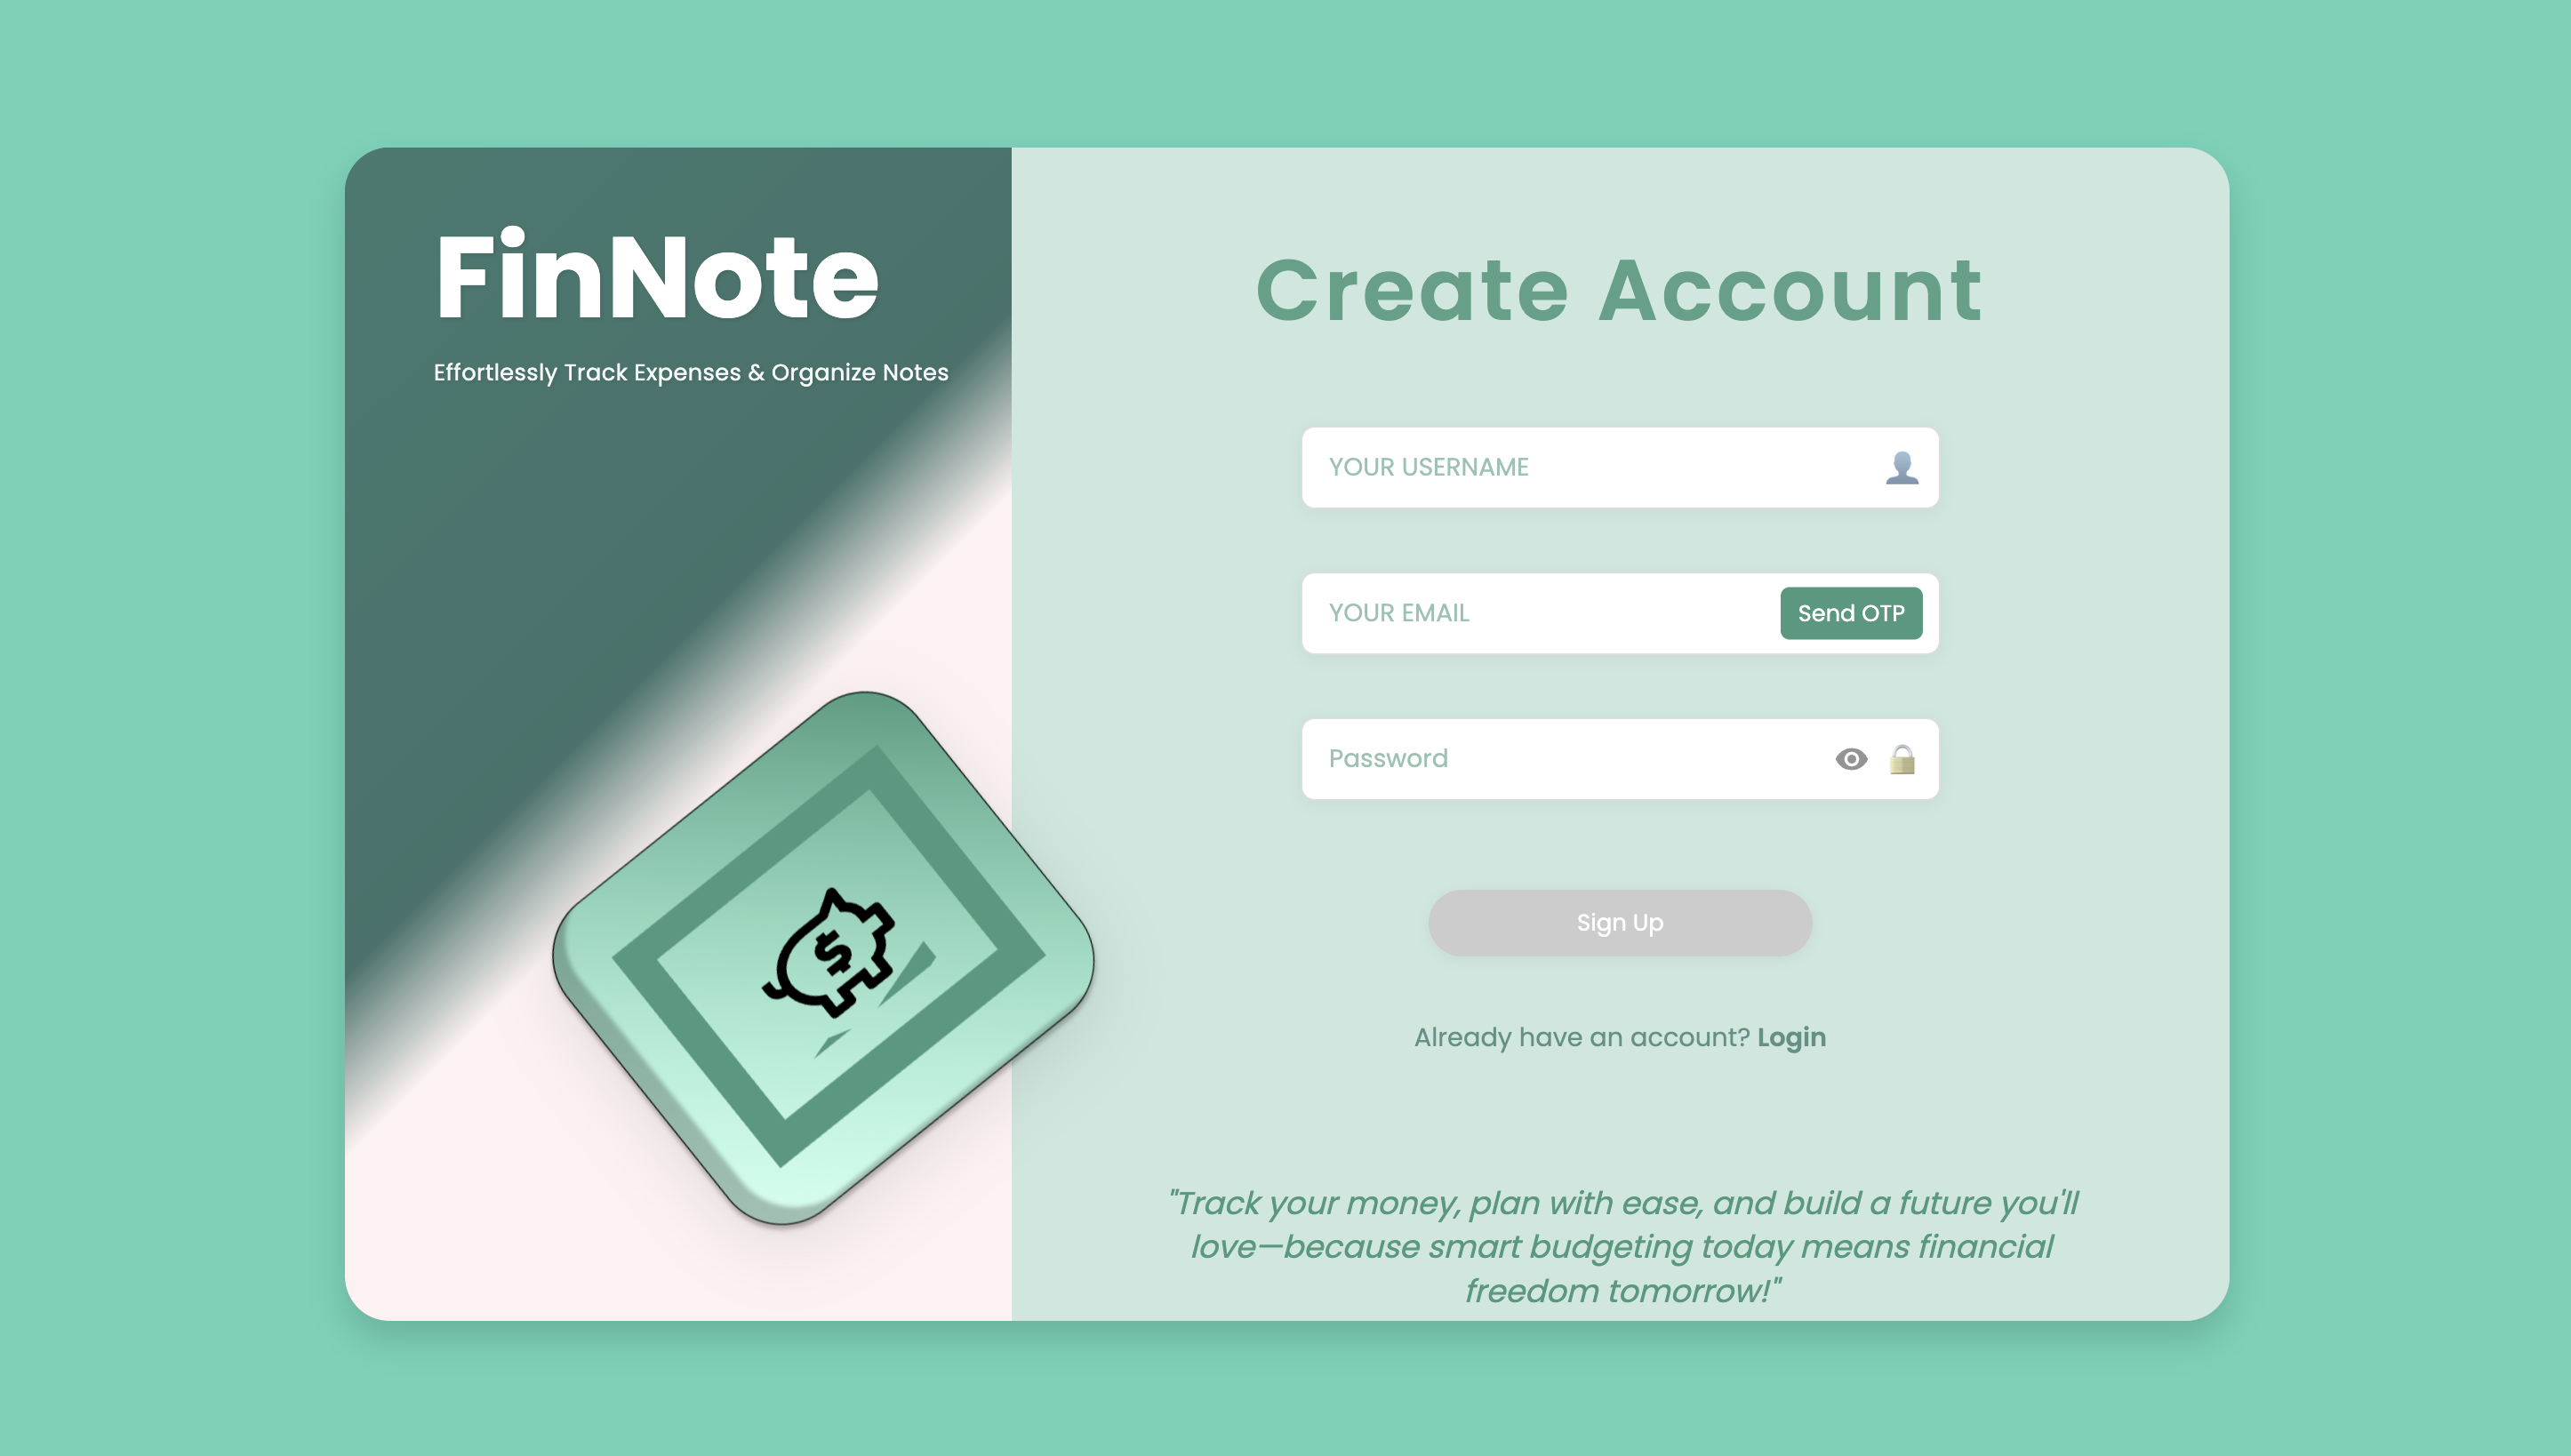 FinNote
Effortlessly Track Expenses & Organize Notes
Create Account
YOUR USERNAME
YOUR EMAIL
Send OTP
Password
$
Sign Up
Already have an account? Login
"Track your money, plan with ease, and build a future you'll
love—because smart budgeting today means financial
freedom tomorrow!"